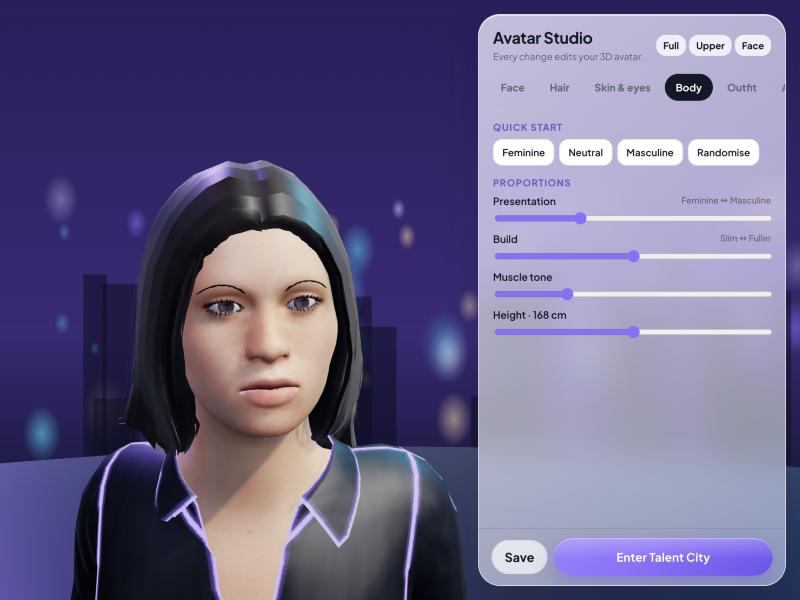 Avatar Studio
Every change edits your 3D avatar.
Full Upper Face
Face Hair Skin & eyes Body Outfit
QUICK START
Feminine Neutral Masculine Randomise
PROPORTIONS
Presentation Feminine ↔ Masculine
Build Slim ↔ Fuller
Muscle tone
Height · 168 cm
Save Enter Talent City